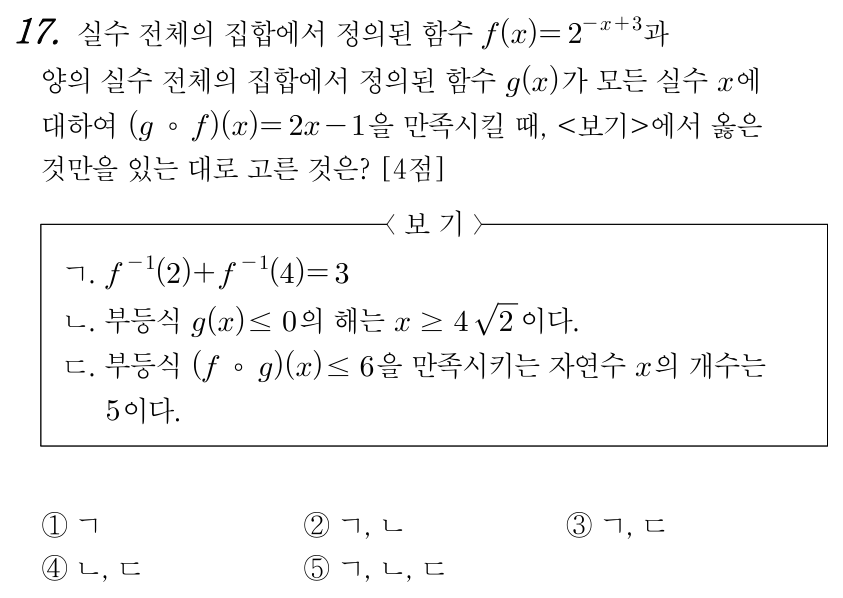 17. 실수 전체의 집합에서 정의된 함수 f(x)=2^{-x+3}과
양의 실수 전체의 집합에서 정의된 함수 g(x)가 모든 실수 x에
대하여 (g ∘ f)(x)=2x-1을 만족시킬 때, <보기>에서 옳은
것만을 있는 대로 고른 것은? [4점]
〈 보 기 〉
ㄱ. f^{-1}(2)+f^{-1}(4)=3
ㄴ. 부등식 g(x)≤ 0의 해는 x ≥ 4√2 이다.
ㄷ. 부등식 (f ∘ g)(x)≤ 6을 만족시키는 자연수 x의 개수는
5이다.
① ㄱ ② ㄱ, ㄴ ③ ㄱ, ㄷ
④ ㄴ, ㄷ ⑤ ㄱ, ㄴ, ㄷ